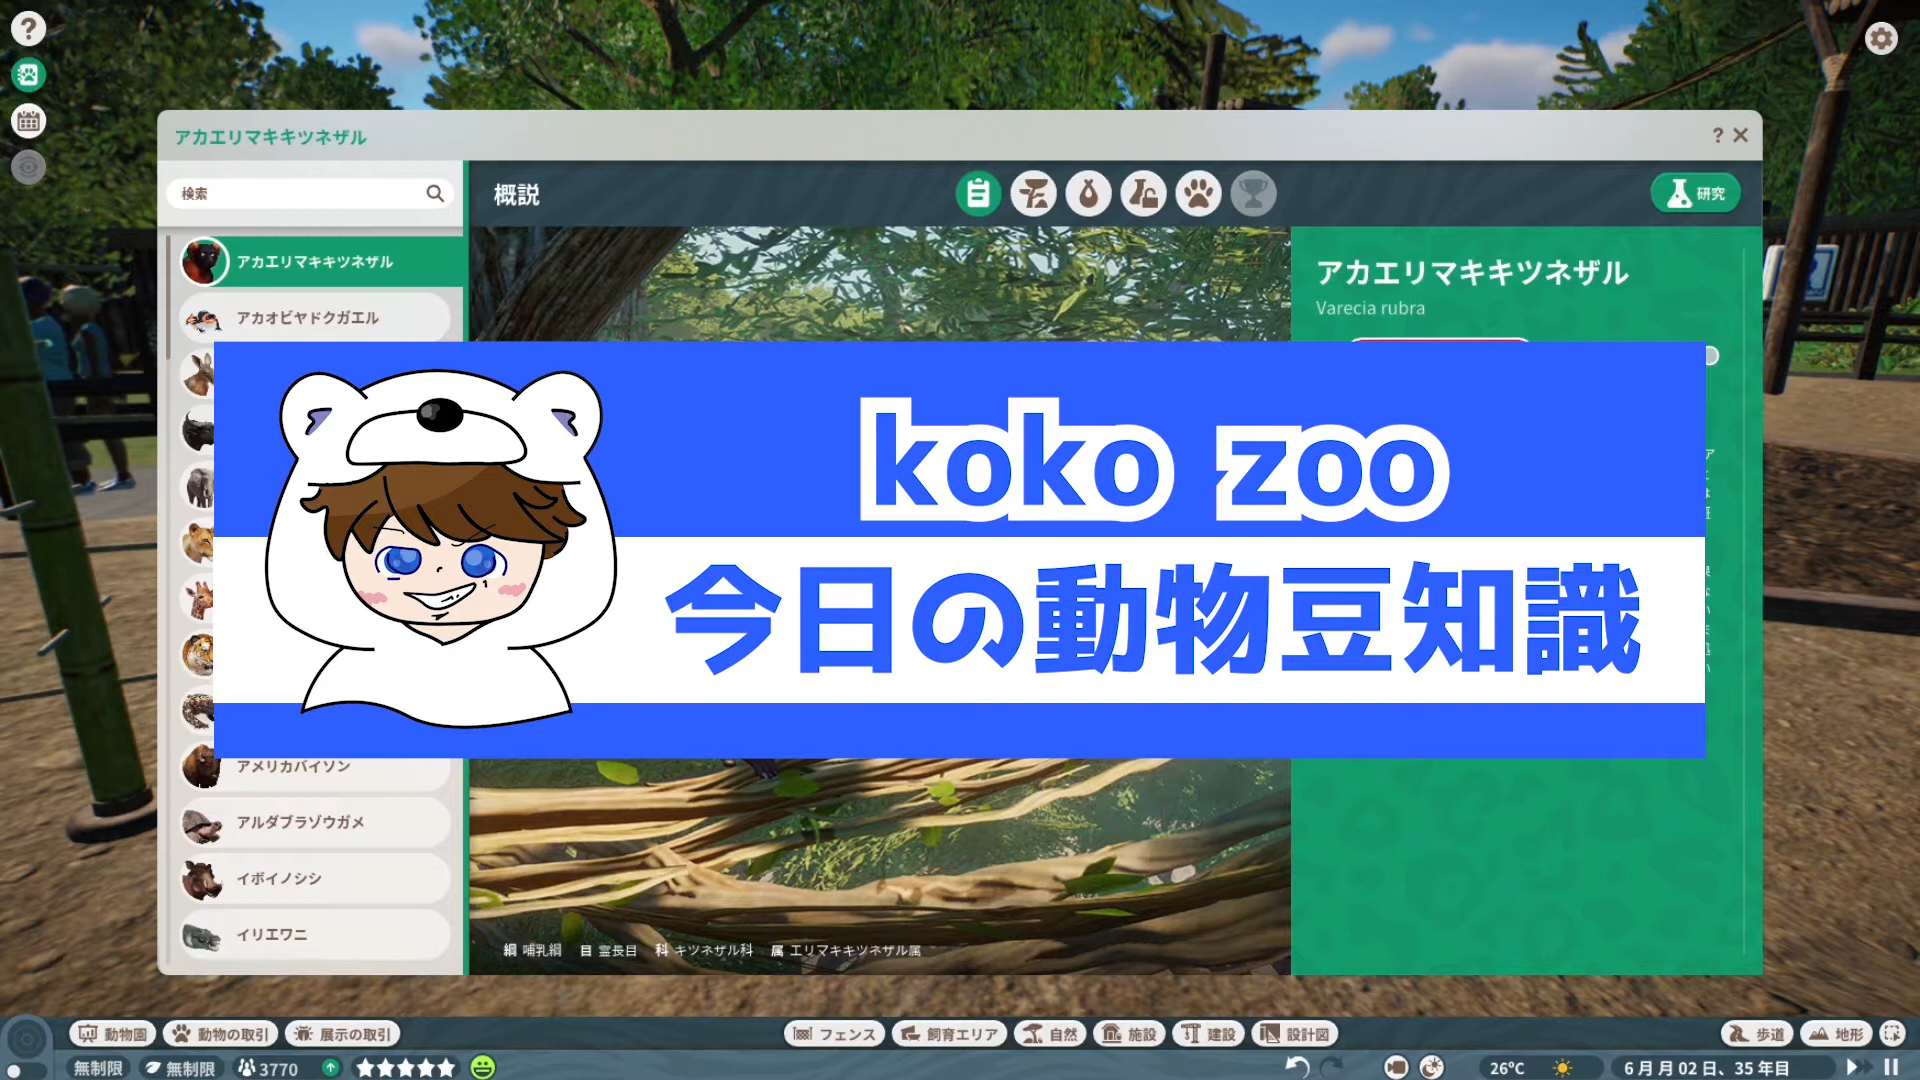 アカエリマキキツネザル
検索
概説
研究
アカエリマキキツネザル
アカオビヤドクガエル
アカエリマキキツネザル
Varecia rubra
koko zoo
今日の動物豆知識
アメリカバイソン
アルダブラゾウガメ
イボイノシシ
イリエワニ
綱 哺乳綱 目 霊長目 科 キツネザル科 属 エリマキキツネザル属
動物園 動物の取引 展示の取引 フェンス 飼育エリア 自然 施設 建設 設計図 歩道 地形
無制限 無制限 3770 26°C 6 月 月 02 日、35 年目